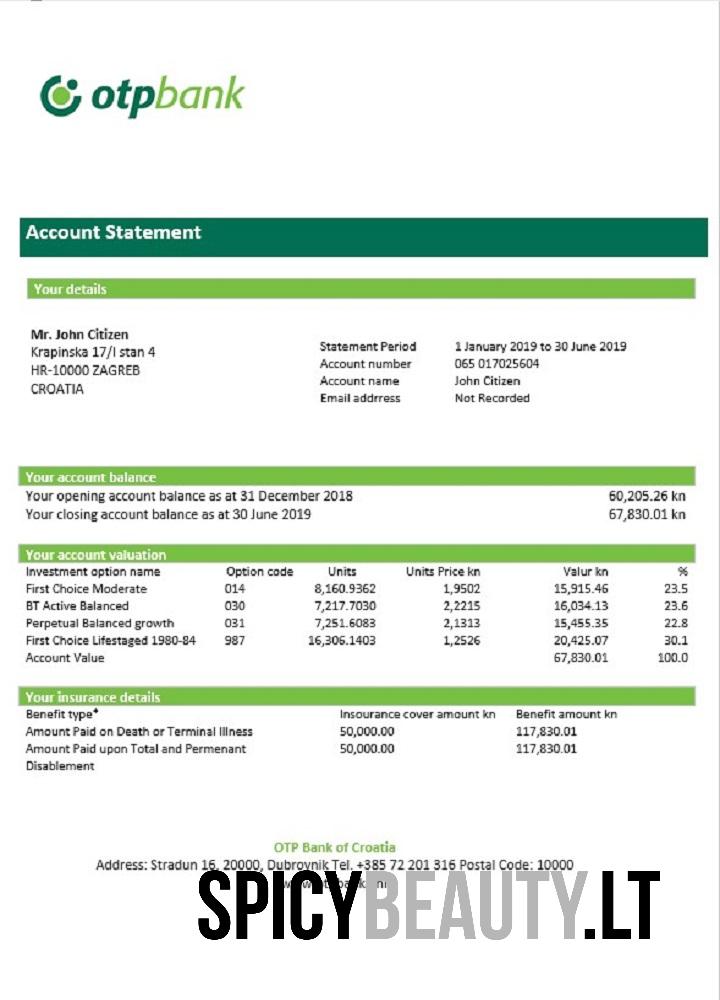 otpbank
Account Statement
Your details
Mr. John Citizen
Krapinska 17/I stan 4
HR-10000 ZAGREB
CROATIA
Statement Period 1 January 2019 to 30 June 2019
Account number 065 017025604
Account name John Citizen
Email addrress Not Recorded
Your account balance
Your opening account balance as at 31 December 2018 60,205.26 kn
Your closing account balance as at 30 June 2019 67,830.01 kn
Your account valuation
Investment option name Option code Units Units Price kn Valur kn %
First Choice Moderate 014 8,160.9362 1,9502 15,915.46 23.5
BT Active Balanced 030 7,217.7030 2,2215 16,034.13 23.6
Perpetual Balanced growth 031 7,251.6083 2,1313 15,455.35 22.8
First Choice Lifestaged 1980-84 987 16,306.1403 1,2526 20,425.07 30.1
Account Value 67,830.01 100.0
Your insurance details
Benefit type* Insourance cover amount kn Benefit amount kn
Amount Paid on Death or Terminal Illness 50,000.00 117,830.01
Amount Paid upon Total and Permenant 50,000.00 117,830.01
Disablement
OTP Bank of Croatia
Address: Stradun 16, 20000, Dubrovnik Tel. +385 72 201 316 Postal Code: 10000
SPICYBEAUTY.LT